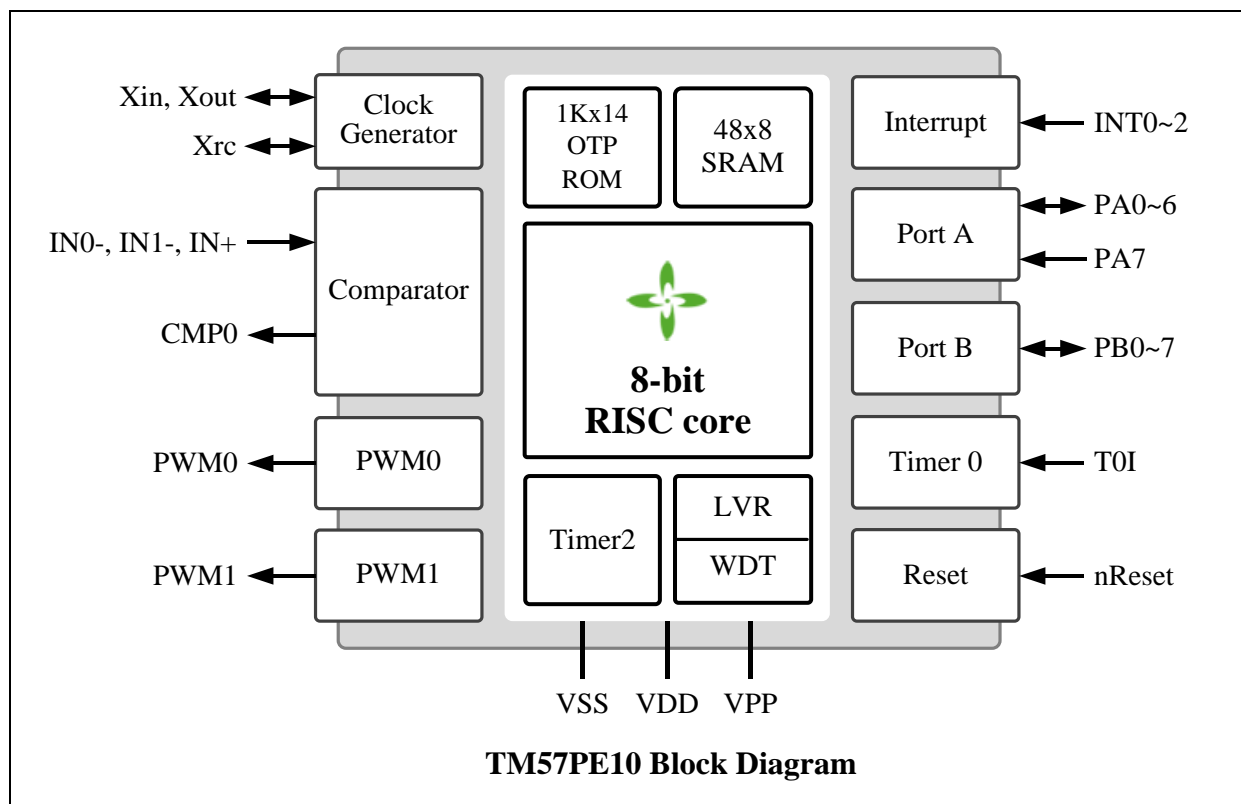 Xin, Xout
Xrc
IN0-, IN1-, IN+
CMP0
PWM0
PWM1
Clock
Generator
Comparator
PWM0
PWM1
1Kx14
OTP
ROM
48x8
SRAM
8-bit
RISC core
Timer2
LVR
WDT
Interrupt
Port A
Port B
Timer 0
Reset
INT0~2
PA0~6
PA7
PB0~7
T0I
nReset
VSS
VDD
VPP
TM57PE10 Block Diagram